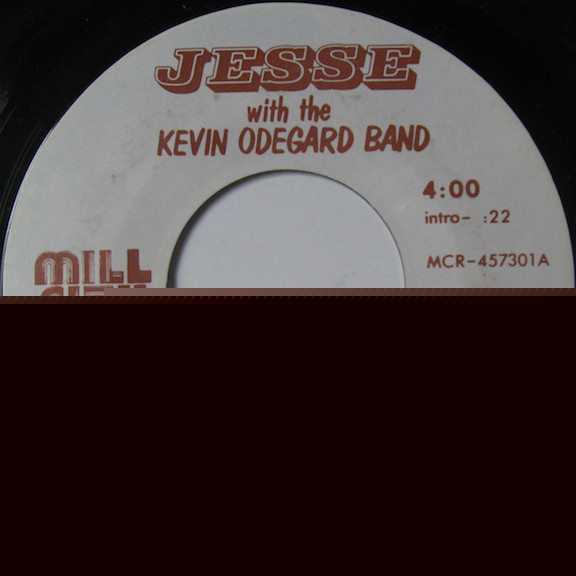 JESSE
with the
KEVIN ODEGARD BAND
4:00
intro- :22
MCR-457301A
MILL